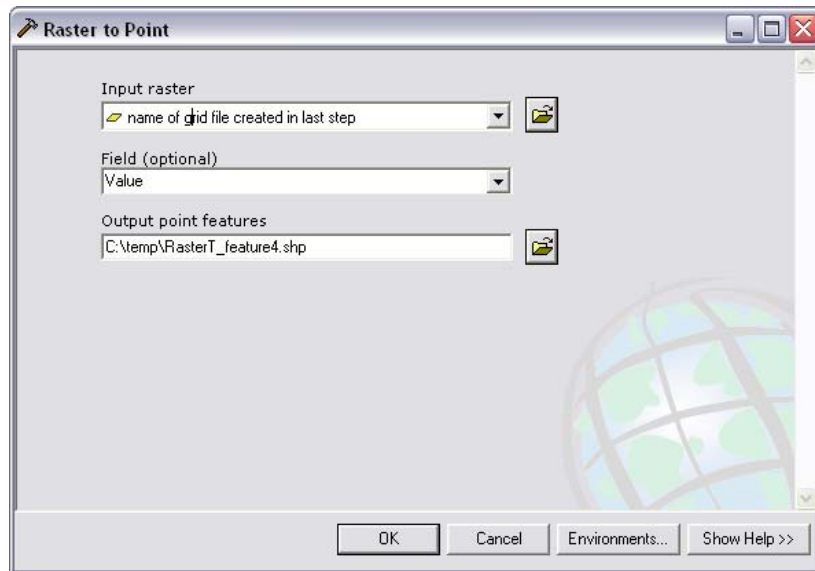 Raster to Point
Input raster
name of grid file created in last step
Field (optional)
Value
Output point features
C:\temp\RasterT_feature4.shp
OK
Cancel
Environments...
Show Help >>